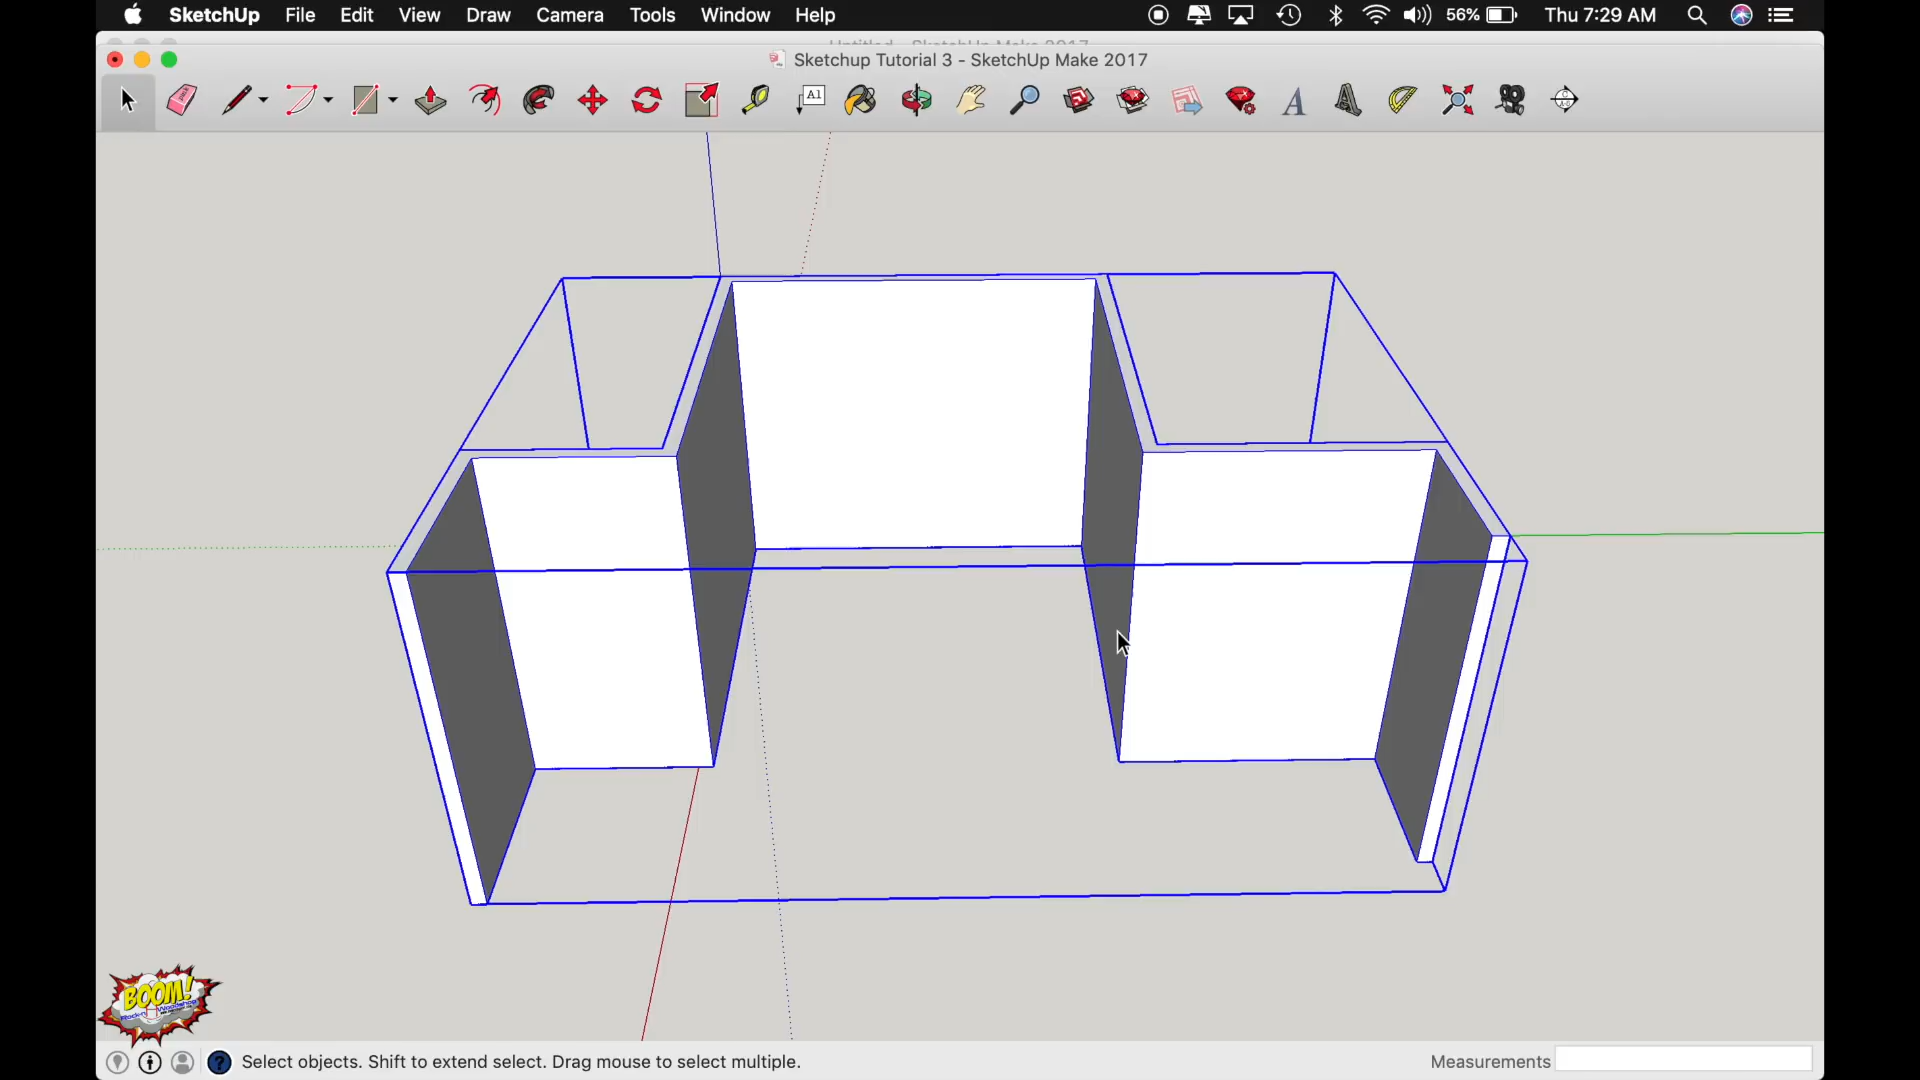 SketchUp File Edit View Draw Camera Tools Window Help 56% Thu 7:29 AM
Sketchup Tutorial 3 - SketchUp Make 2017
A1
BOOM!
Select objects. Shift to extend select. Drag mouse to select multiple.
Measurements